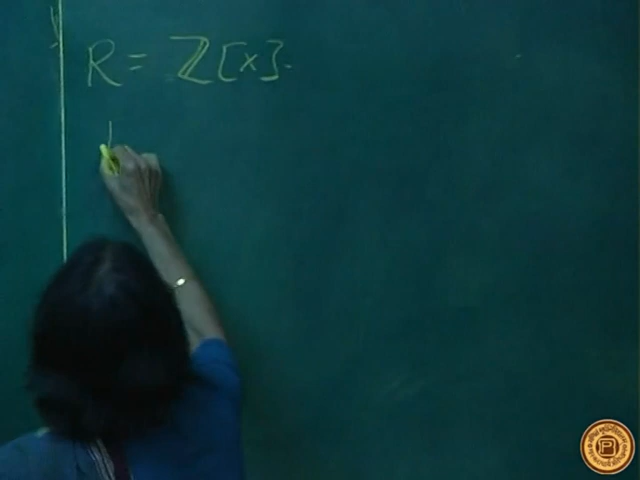 R = ℤ[x].